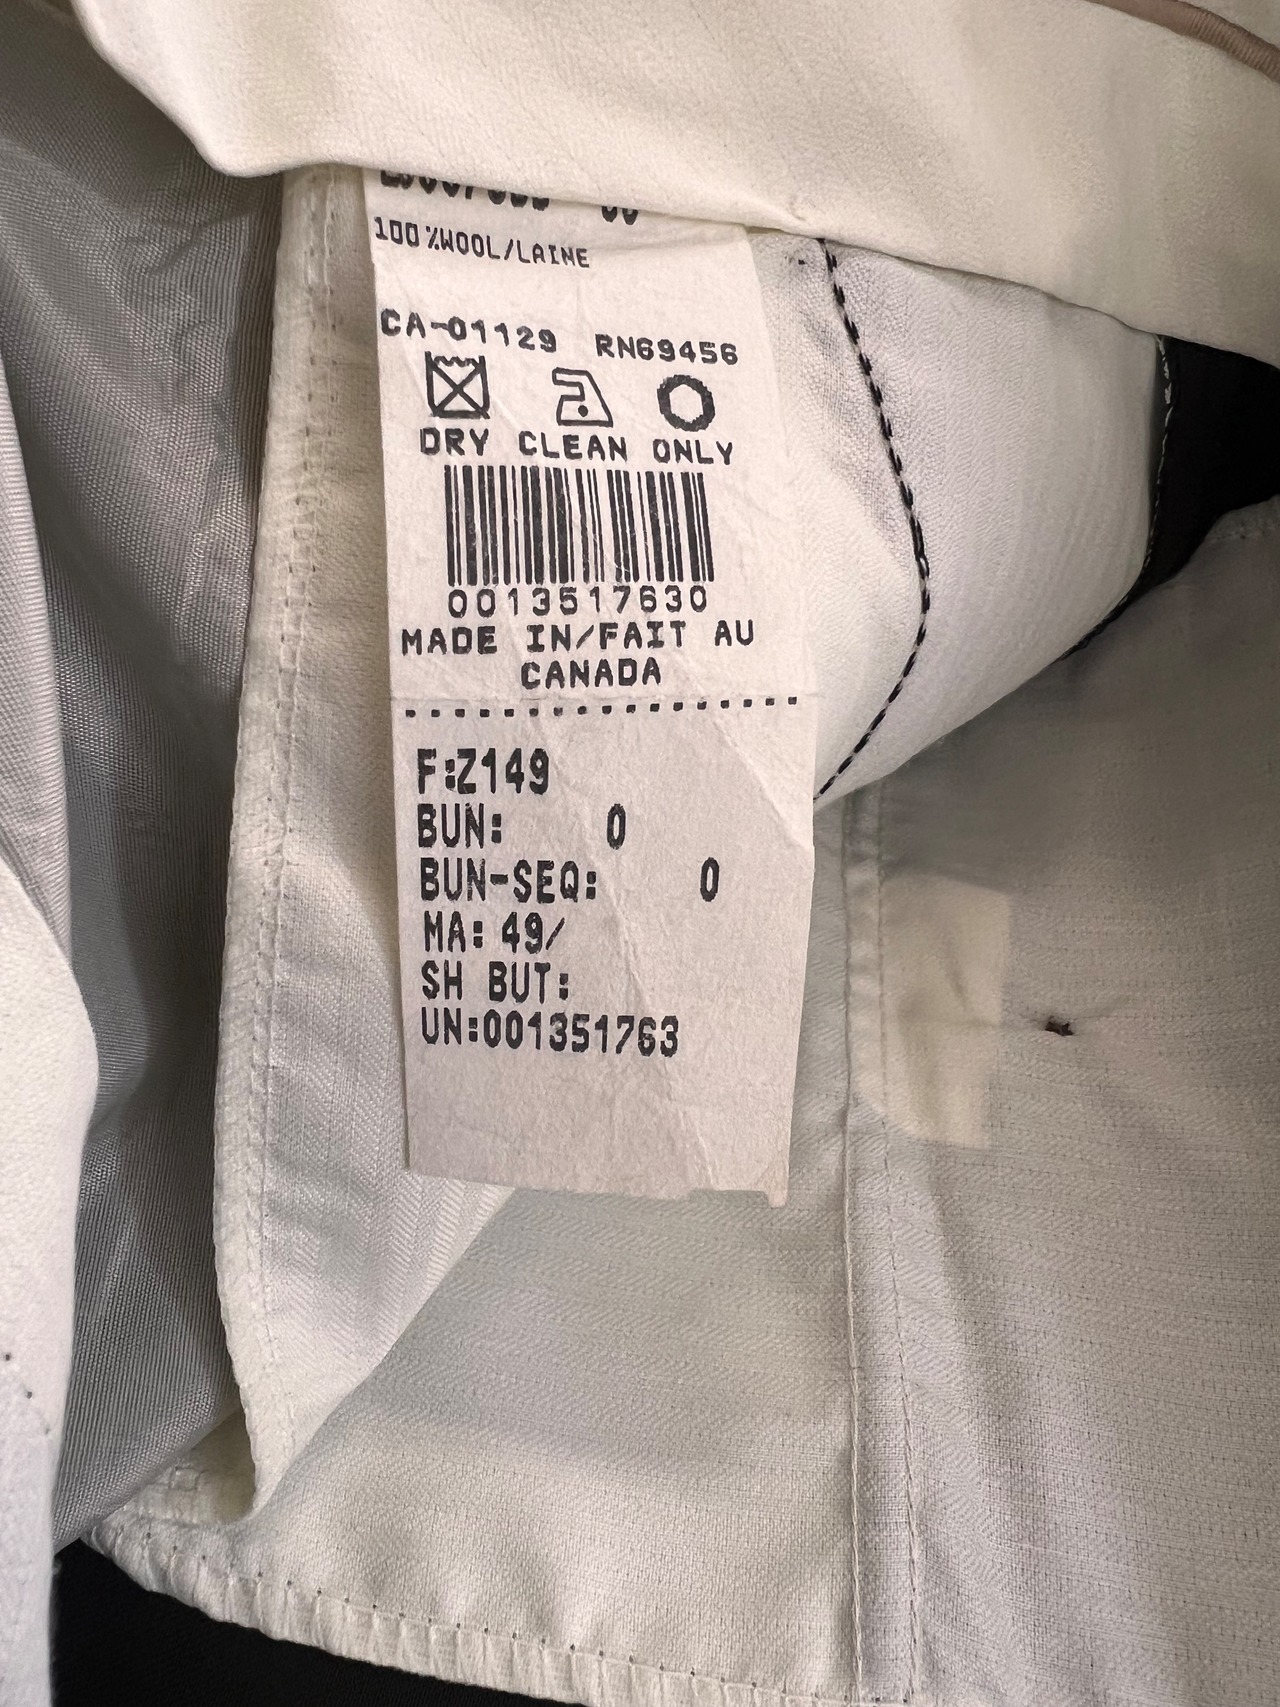 100%WOOL/LAINE
CA-01129 RN69456
DRY CLEAN ONLY
0013517630
MADE IN/FAIT AU
CANADA
F:Z149
BUN: 0
BUN-SEQ: 0
MA: 49/
SH BUT:
UN:001351763